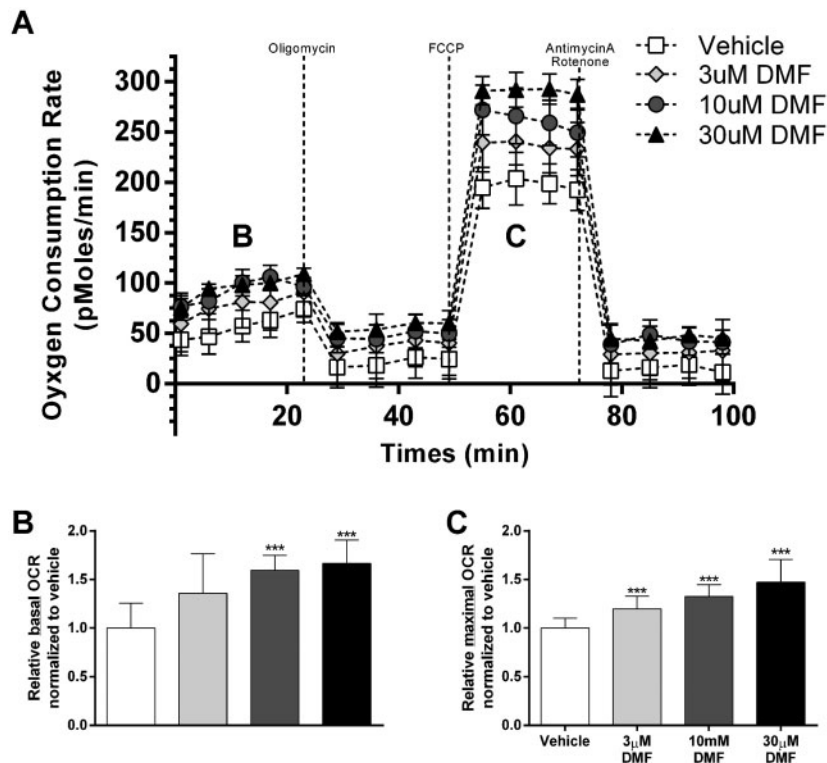 A
Oligomycin
FCCP
AntimycinA
Rotenone
Vehicle
3uM DMF
10uM DMF
30uM DMF
Oyxgen Consumption Rate
(pMoles/min)
300
250
200
150
100
50
0
B
C
20
40
60
80
100
Times (min)
B
Relative basal OCR
normalized to vehicle
2.0
1.5
1.0
0.5
0.0
***
***
C
Relative maximal OCR
normalized to vehicle
2.0
1.5
1.0
0.5
0.0
***
***
***
Vehicle
3μM
DMF
10mM
DMF
30μM
DMF